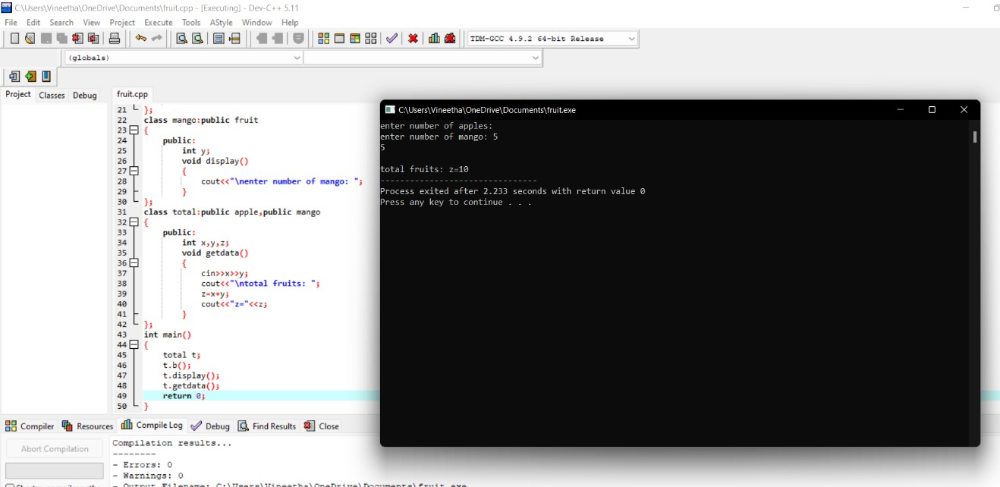 C:\Users\Vineetha\OneDrive\Documents\fruit.cpp - [Executing] - Dev-C++ 5.11
File Edit Search View Project Execute Tools AStyle Window Help
TDM-GCC 4.9.2 64-bit Release
(globals)
Project Classes Debug
fruit.cpp
21 };
22 class mango:public fruit
23 {
24 public:
25 int y;
26 void display()
27 {
28 cout<<"\nenter number of mango: ";
29 }
30 };
31 class total:public apple,public mango
32 {
33 public:
34 int x,y,z;
35 void getdata()
36 {
37 cin>>x>>y;
38 cout<<"\ntotal fruits: ";
39 z=x+y;
40 cout<<"z="<<z;
41 }
42 };
43 int main()
44 {
45 total t;
46 t.b();
47 t.display();
48 t.getdata();
49 return 0;
50 }
C:\Users\Vineetha\OneDrive\Documents\fruit.exe
enter number of apples:
enter number of mango: 5
5
total fruits: z=10
--------------------------------
Process exited after 2.233 seconds with return value 0
Press any key to continue . . .
Compiler Resources Compile Log Debug Find Results Close
Abort Compilation
Compilation results...
--------
- Errors: 0
- Warnings: 0
- Output Filename: C:\Users\Vineetha\OneDrive\Documents\fruit.exe